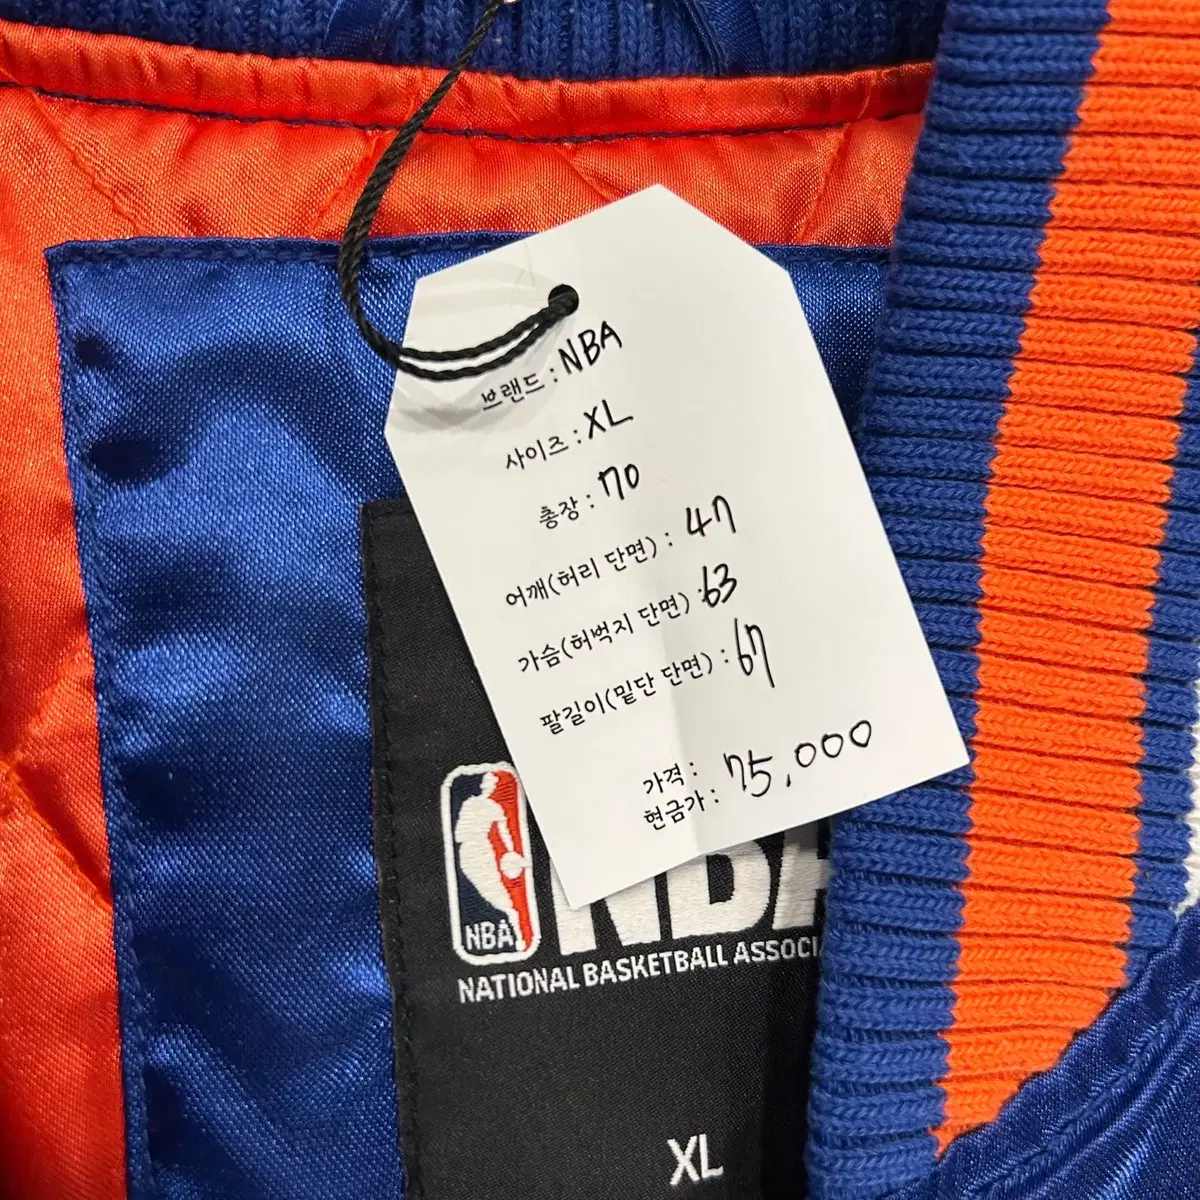 브랜드 : NBA
사이즈 : XL
총장 : 70
어깨(허리 단면) : 47
가슴(허벅지 단면) : 63
팔길이(밑단 단면) : 67
가격 :
현금가 : 75,000
NBA
NBA
NATIONAL BASKETBALL ASSOCI
XL